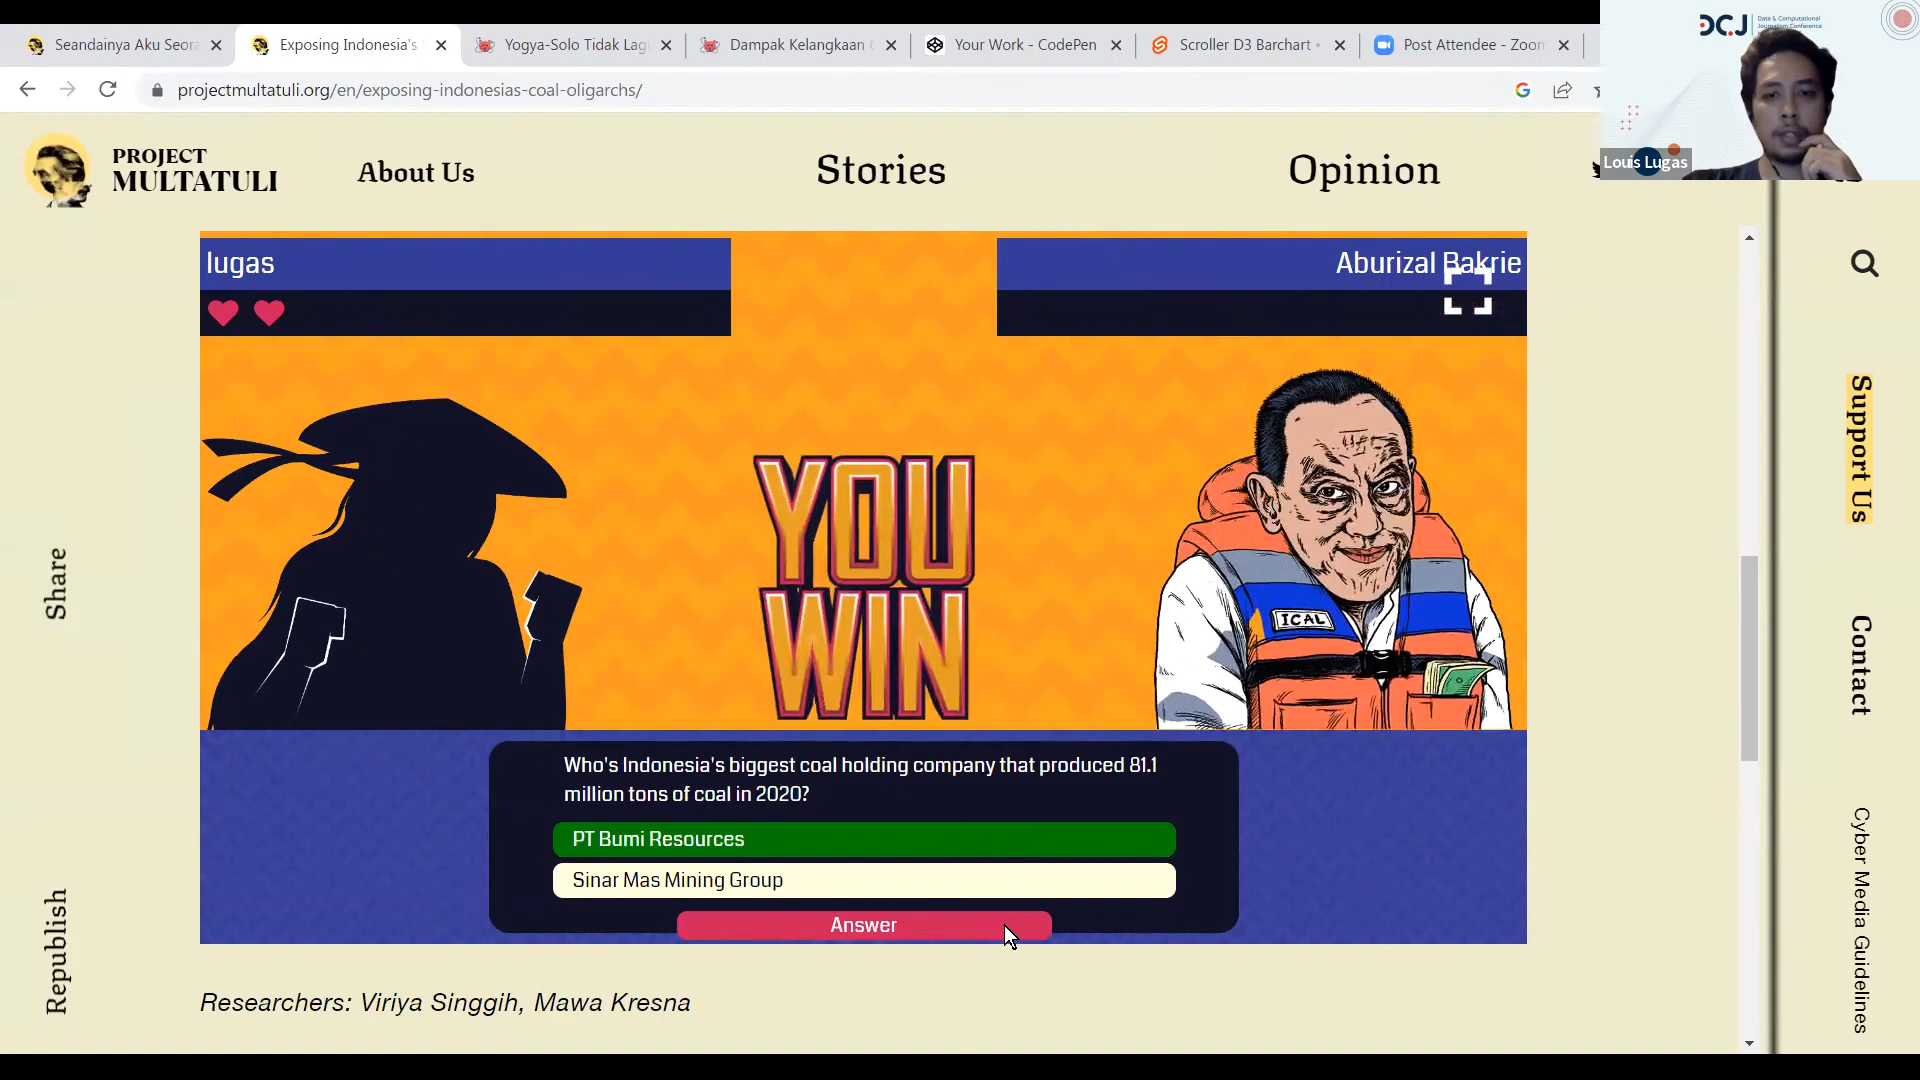 Seandainya Aku Seora
Exposing Indonesia's
Yogya-Solo Tidak Lagi
Dampak Kelangkaan
Your Work - CodePen
Scroller D3 Barchart •
Post Attendee - Zoom
projectmultatuli.org/en/exposing-indonesias-coal-oligarchs/
DCJ
Data & Computational
Journalism Conference
Louis Lugas
PROJECT
MULTATULI
About Us
Stories
Opinion
lugas
Aburizal Bakrie
YOU
WIN
ICAL
Who's Indonesia's biggest coal holding company that produced 81.1
million tons of coal in 2020?
PT Bumi Resources
Sinar Mas Mining Group
Answer
Researchers: Viriya Singgih, Mawa Kresna
Share
Republish
Support Us
Contact
Cyber Media Guidelines